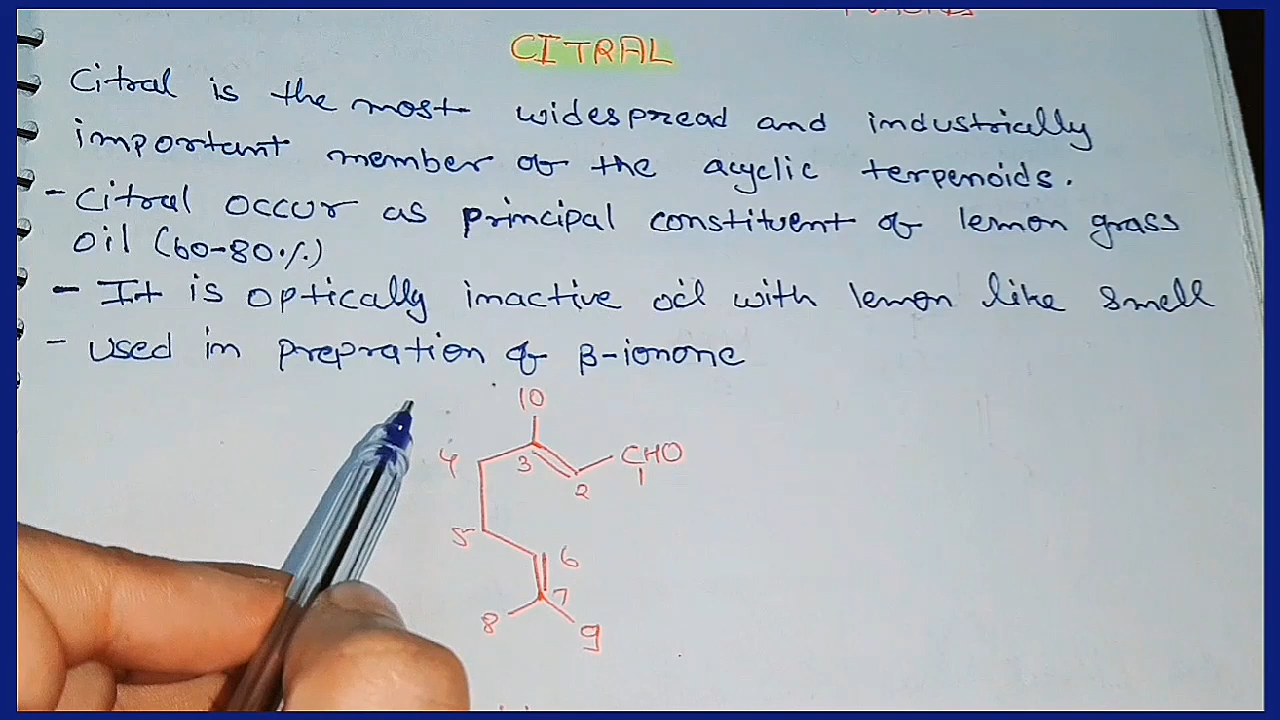 CITRAL
Citral is the most widespread and industrially
important member of the acyclic terpenoids.
- Citral occur as principal constituent of lemon grass
oil (60-80%)
- It is optically inactive oil with lemon like smell
- used in prepration of β-ionone
10
4 3 2 CHO
1
5 6
7
8 9